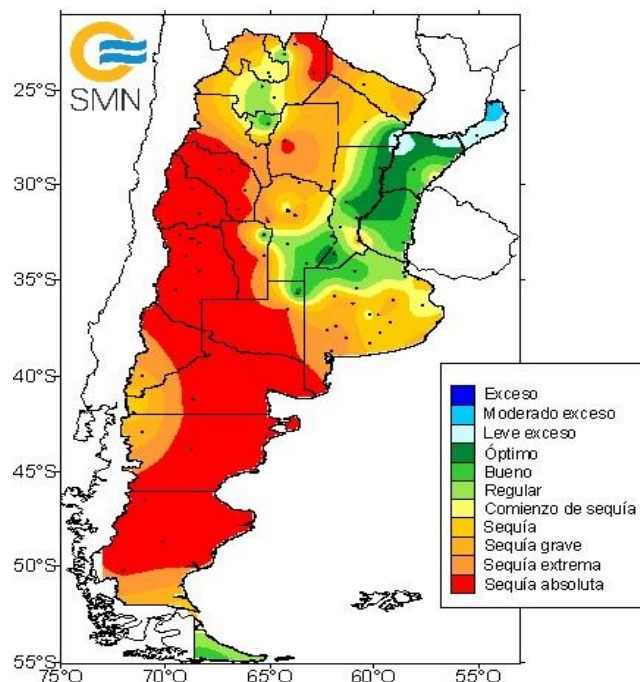 SMN
25°S
30°S
35°S
40°S
45°S
50°S
55°S
75°O
70°O
65°O
60°O
55°O
Exceso
Moderado exceso
Leve exceso
Óptimo
Bueno
Regular
Comienzo de sequía
Sequía
Sequía grave
Sequía extrema
Sequía absoluta